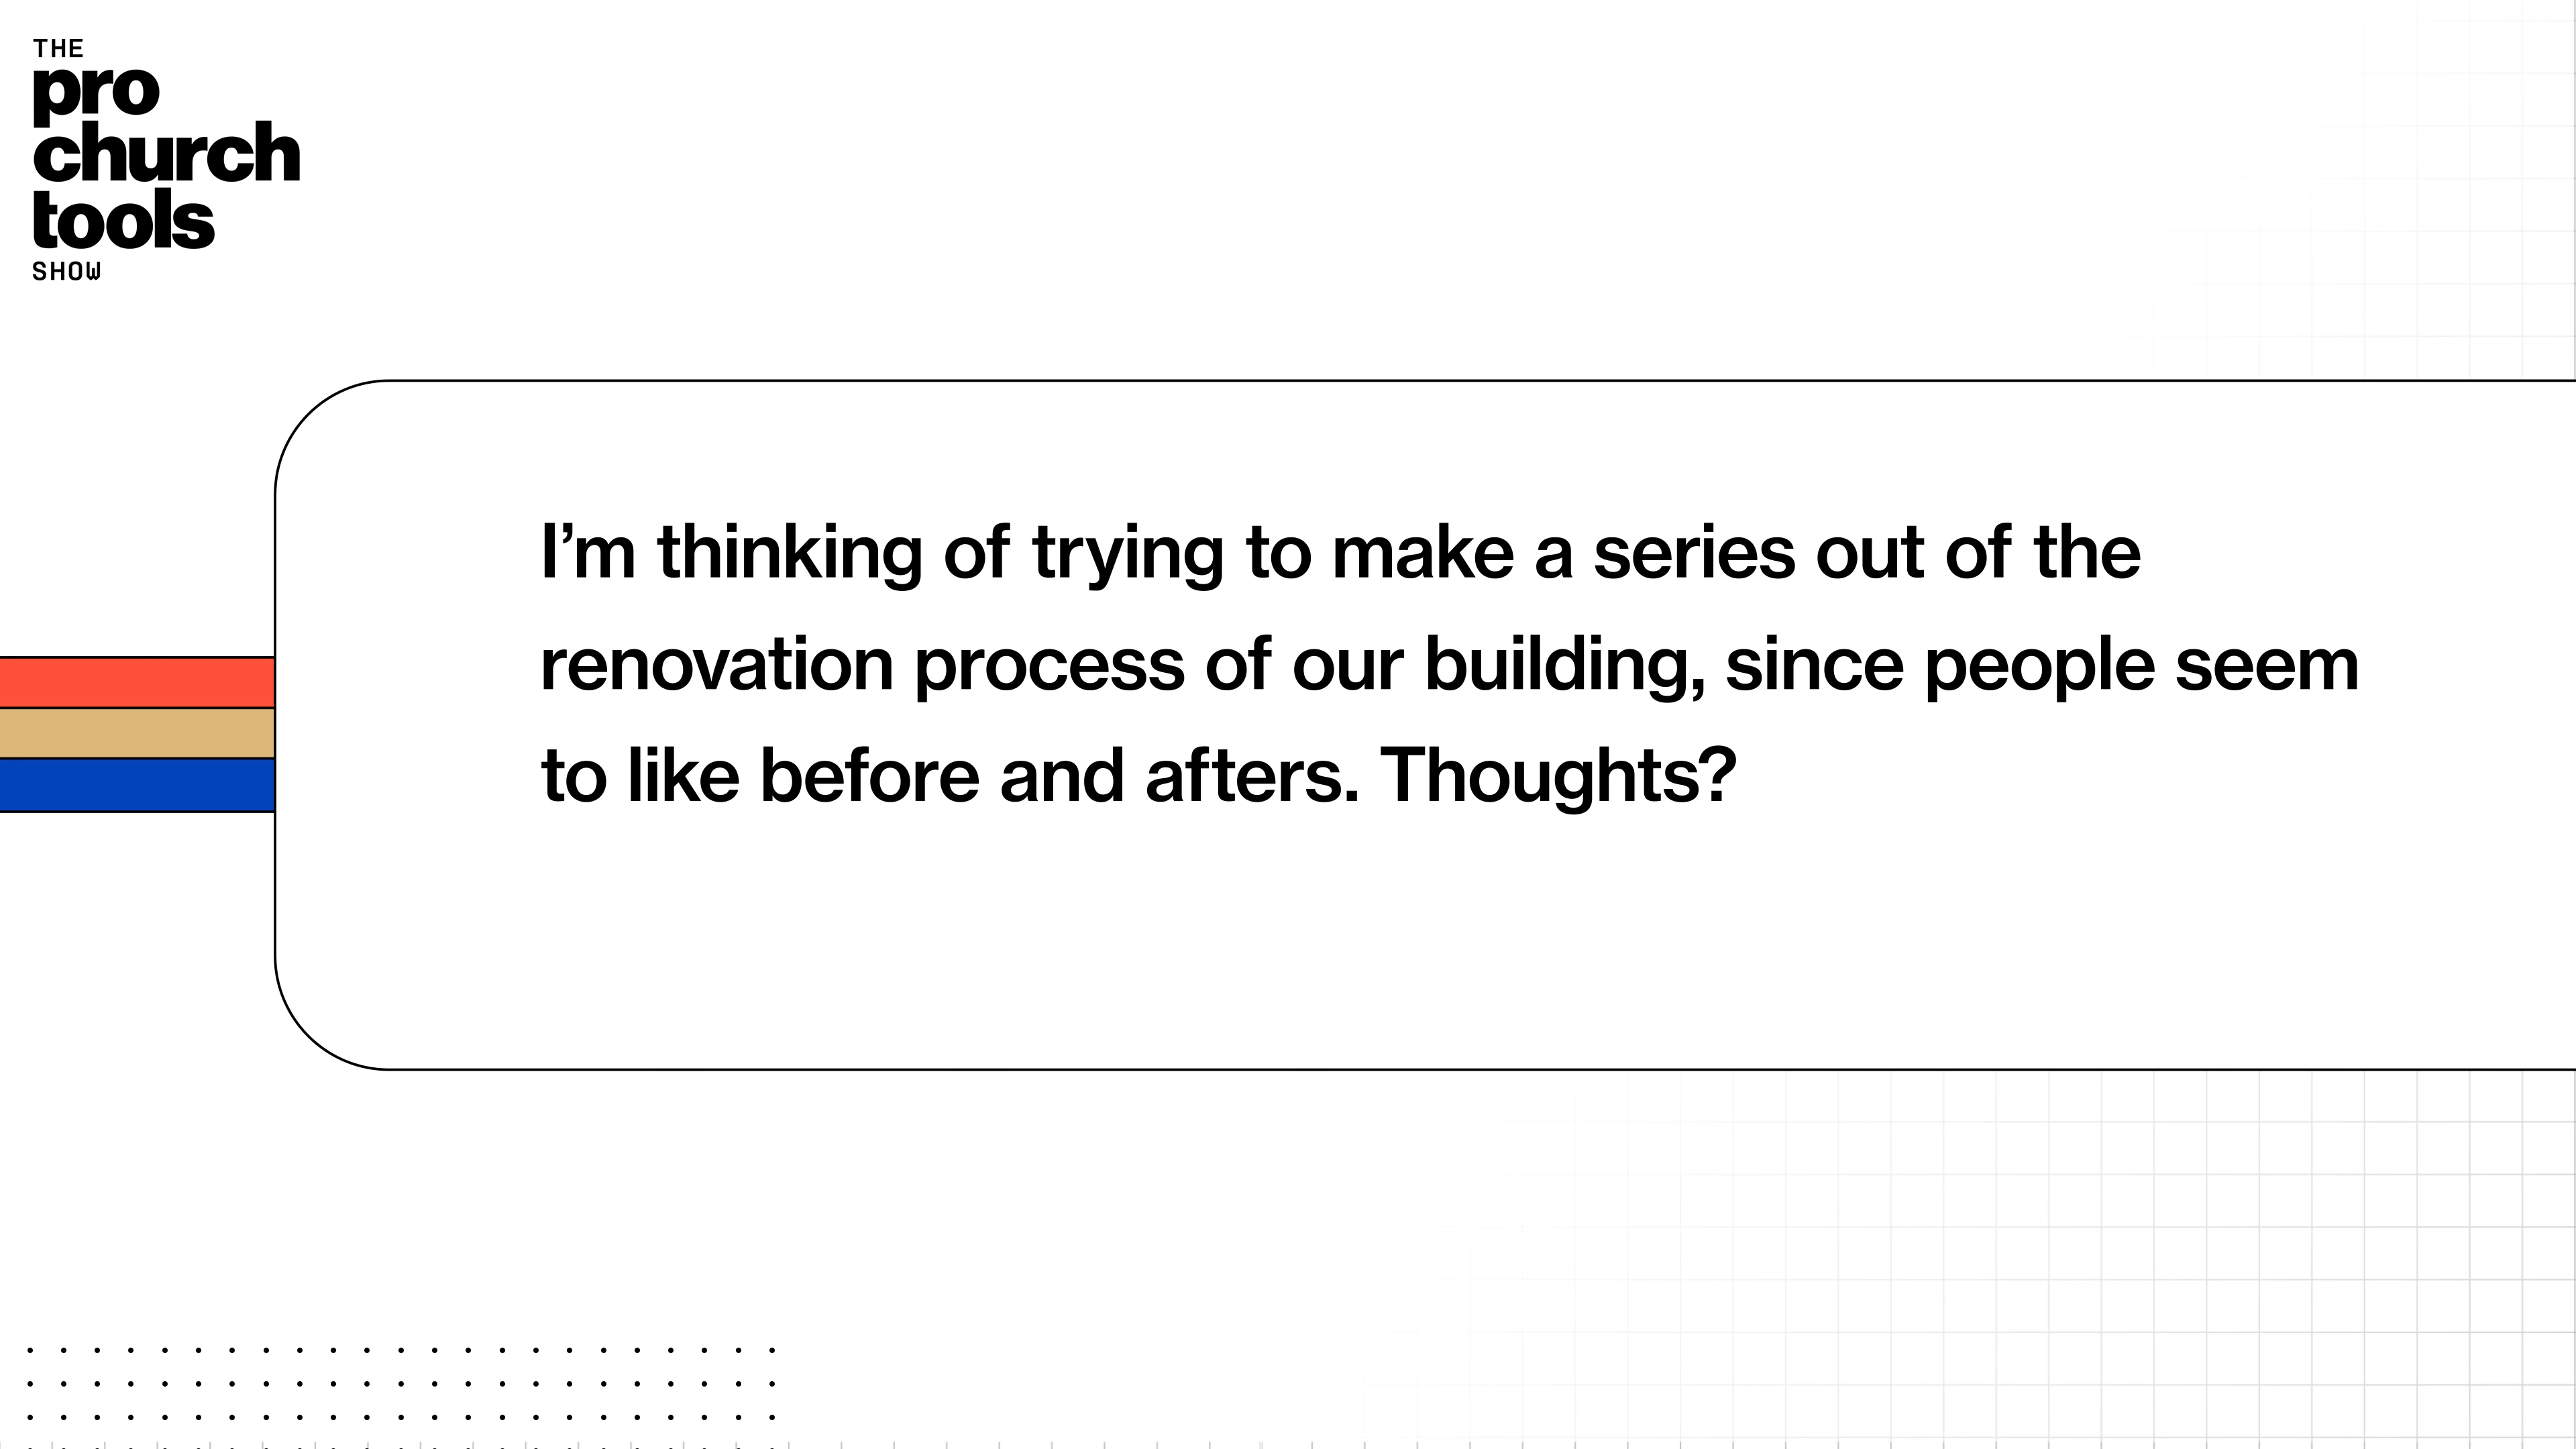 THE
pro
church
tools
SHOW
I’m thinking of trying to make a series out of the
renovation process of our building, since people seem
to like before and afters. Thoughts?